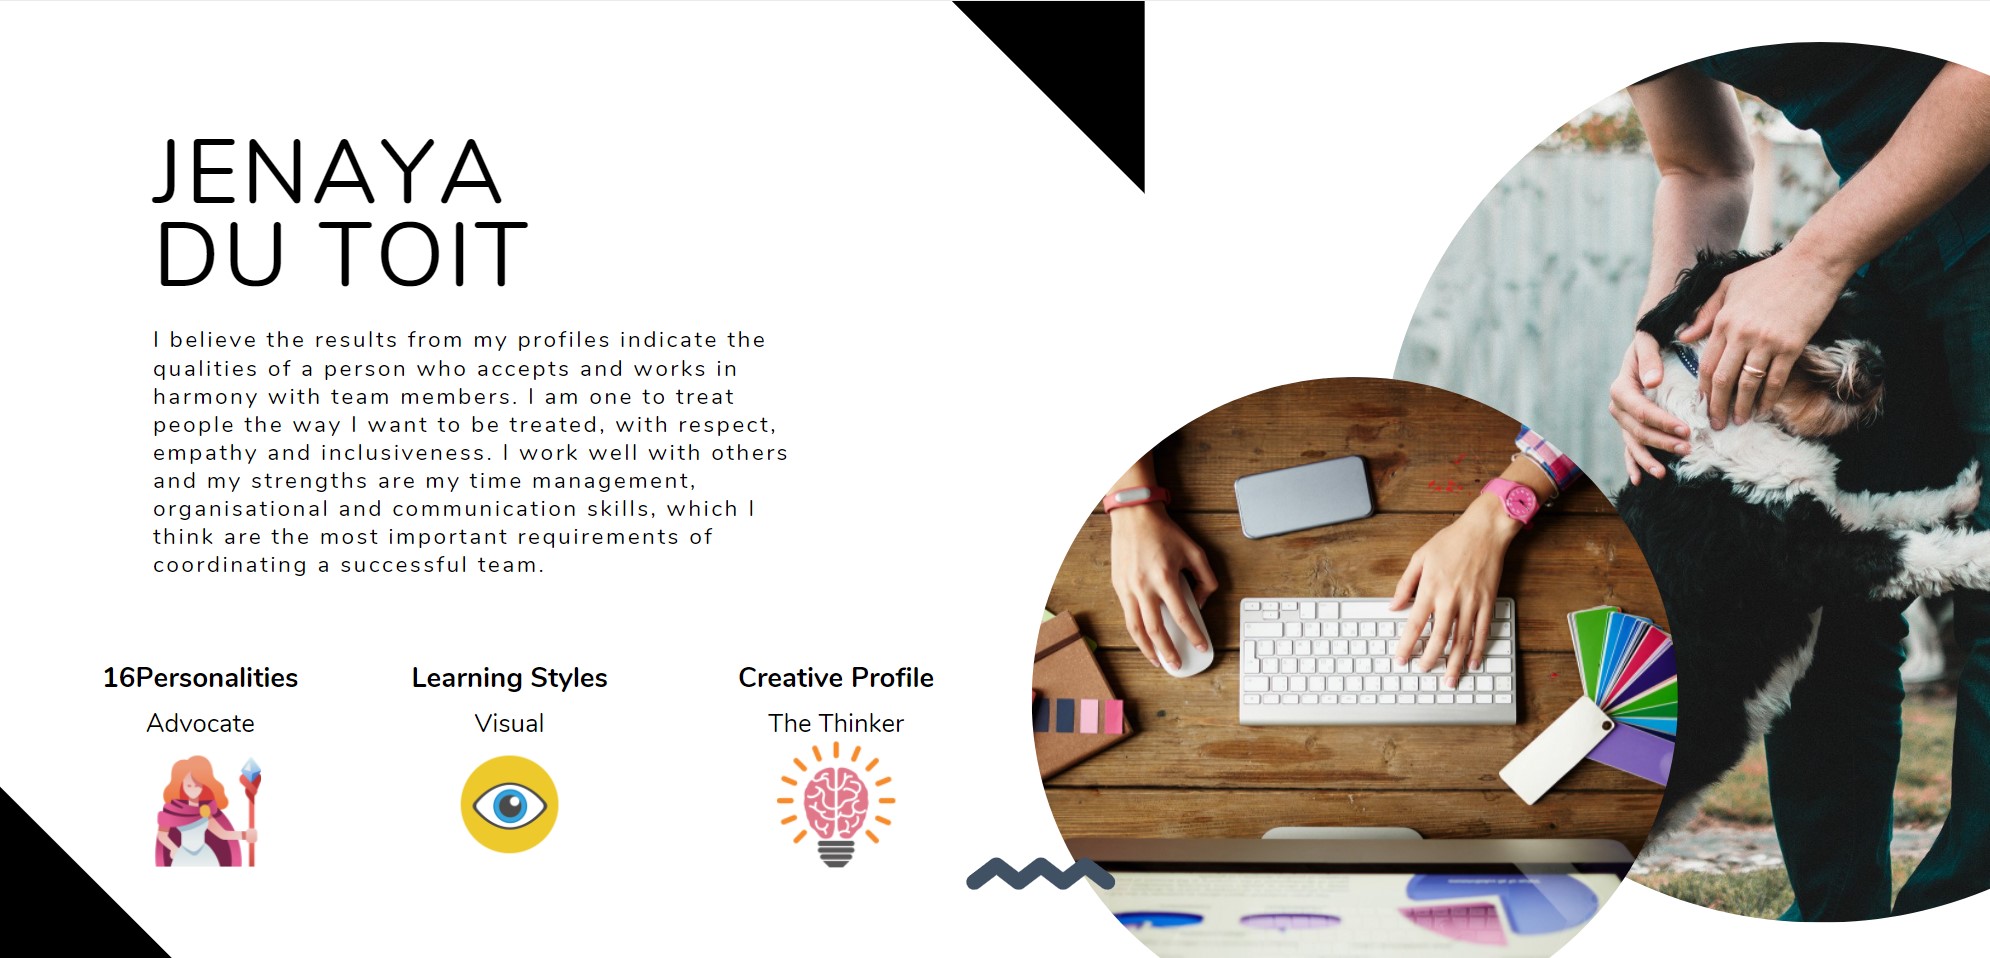 JENAYA
DU TOIT
I believe the results from my profiles indicate the
qualities of a person who accepts and works in
harmony with team members. I am one to treat
people the way I want to be treated, with respect,
empathy and inclusiveness. I work well with others
and my strengths are my time management,
organisational and communication skills, which I
think are the most important requirements of
coordinating a successful team.
16Personalities
Learning Styles
Creative Profile
Advocate
Visual
The Thinker